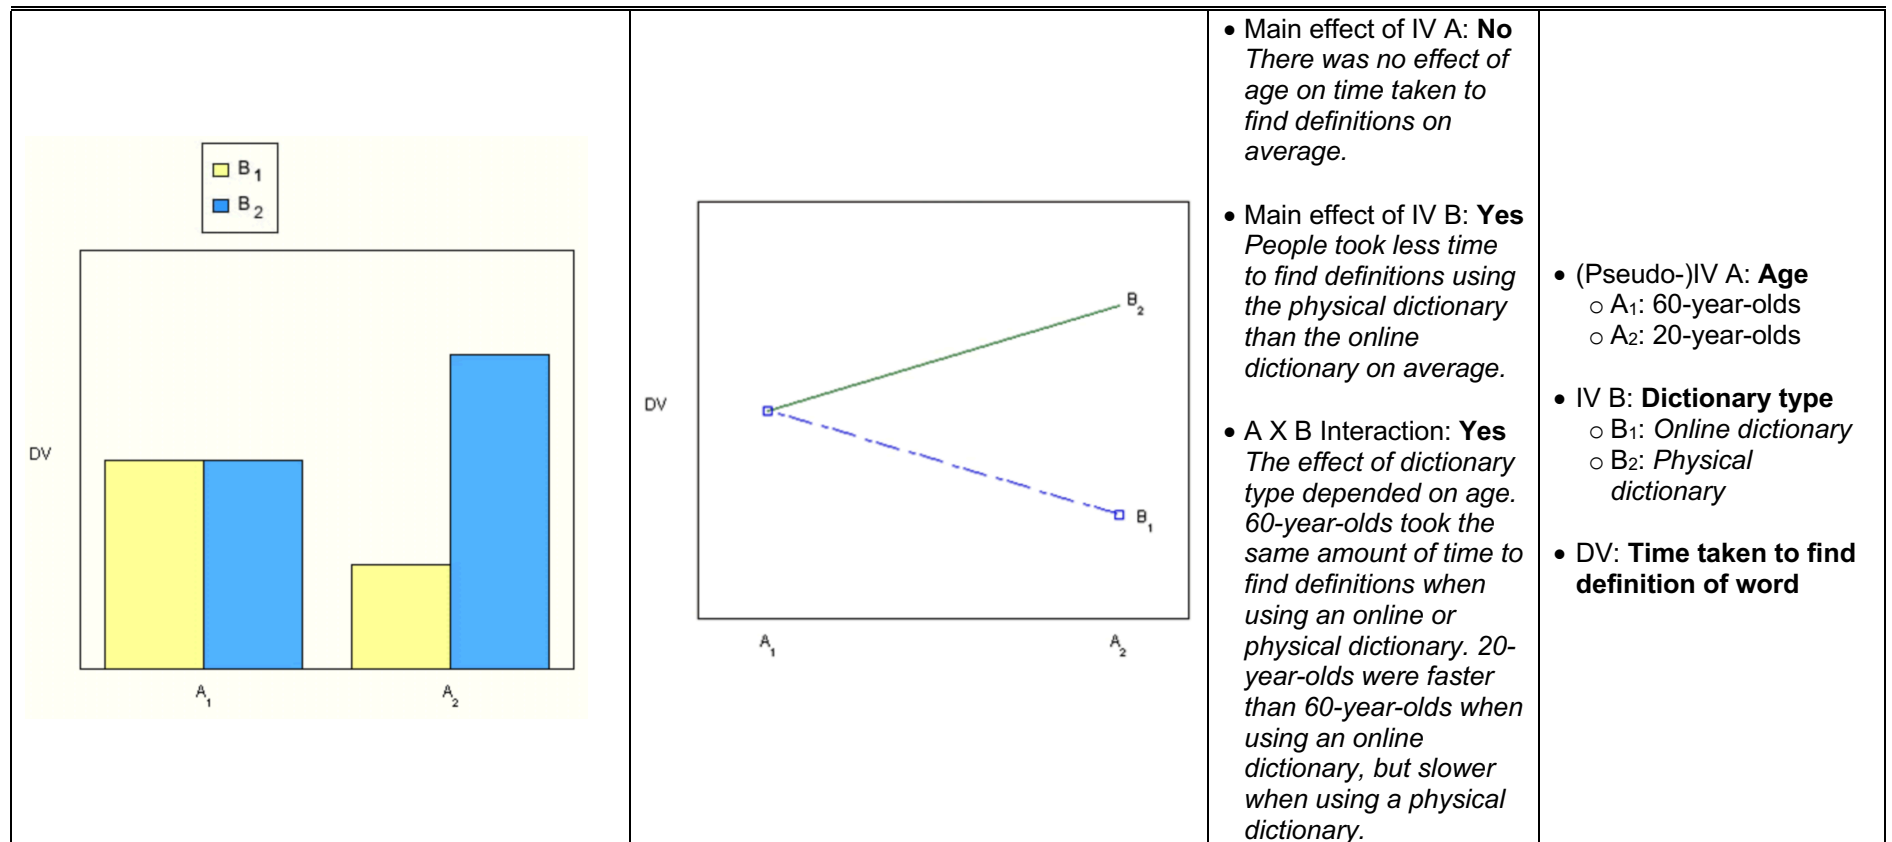 B1
B2
DV
A1
A2
DV
B2
B1
A1
A2
• Main effect of IV A: No
There was no effect of
age on time taken to
find definitions on
average.
• Main effect of IV B: Yes
People took less time
to find definitions using
the physical dictionary
than the online
dictionary on average.
• A X B Interaction: Yes
The effect of dictionary
type depended on age.
60-year-olds took the
same amount of time to
find definitions when
using an online or
physical dictionary. 20-
year-olds were faster
than 60-year-olds when
using an online
dictionary, but slower
when using a physical
dictionary.
• (Pseudo-)IV A: Age
○ A1: 60-year-olds
○ A2: 20-year-olds
• IV B: Dictionary type
○ B1: Online dictionary
○ B2: Physical
dictionary
• DV: Time taken to find
definition of word